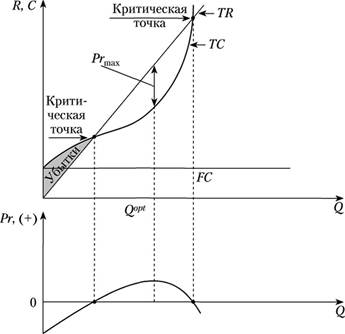 R, C
Критическая
точка
TR
TC
Pr max
Крити-
ческая
точка
Убытки
FC
Q
Q opt
Pr, (+)
0
Q